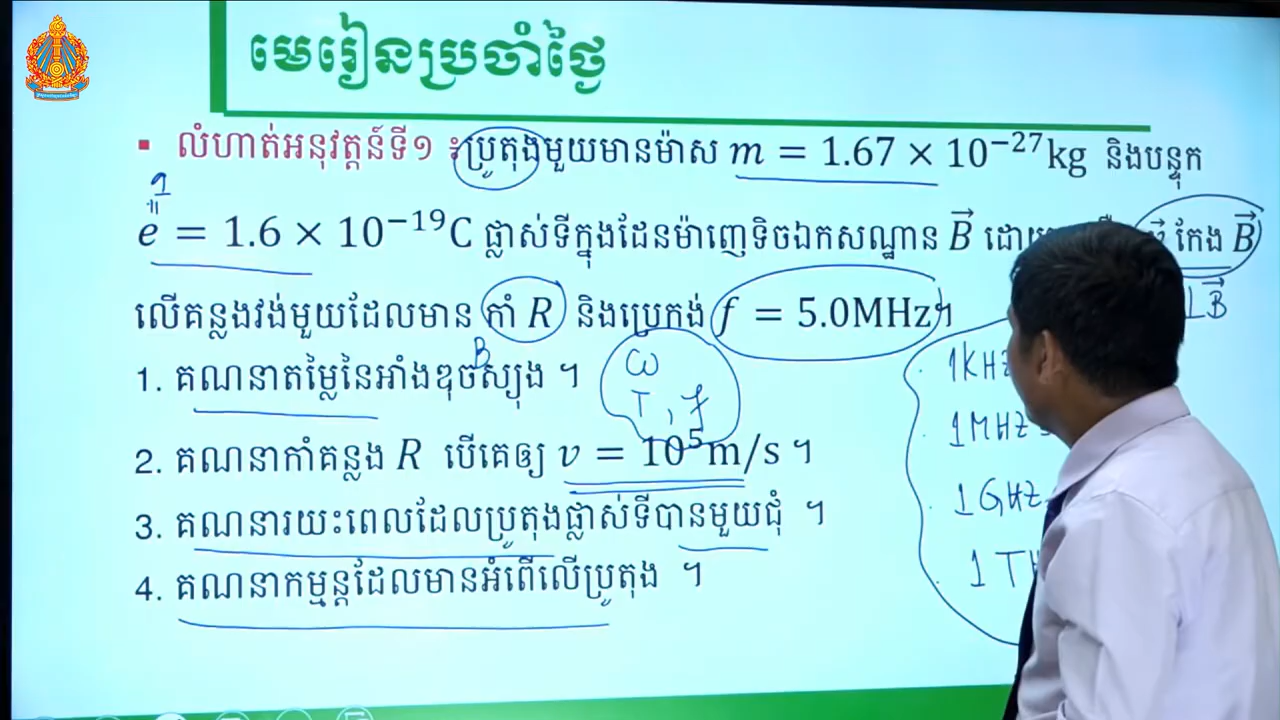 មេរៀនប្រចាំថ្ងៃ
▪ លំហាត់អនុវត្តន៍ទី១ ៖ ប្រូតុងមួយមានម៉ាស m = 1.67 × 10⁻²⁷kg និងបន្ទុក
q
=
e = 1.6 × 10⁻¹⁹C ផ្លាស់ទីក្នុងដែនម៉ាញេទិចឯកសណ្ឋាន B⃗ ដោយ កែង B⃗
⊥B⃗
លើគន្លងវង់មួយដែលមាន កាំ R និងប្រេកង់ f = 5.0MHz។
B
ω
T, f
1. គណនាតម្លៃនៃអាំងឌុចស្យុង ។
2. គណនាកាំគន្លង R បើគេឲ្យ v = 10⁵m/s ។
3. គណនារយៈពេលដែលប្រូតុងផ្លាស់ទីបានមួយជុំ ។
4. គណនាកម្មន្តដែលមានអំពើលើប្រូតុង ។
1KHz
1MHz
1GHz
1T